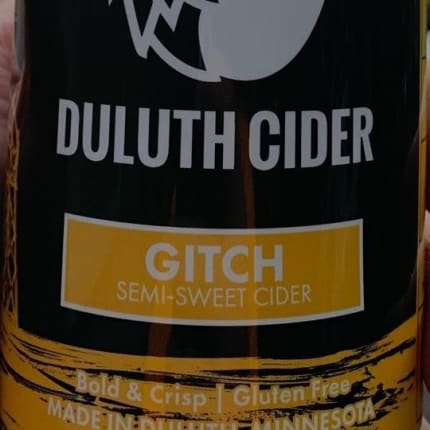 DULUTH CIDER
GITCH
SEMI-SWEET CIDER
Bold & Crisp | Gluten Free
MADE IN DULUTH, MINNESOTA